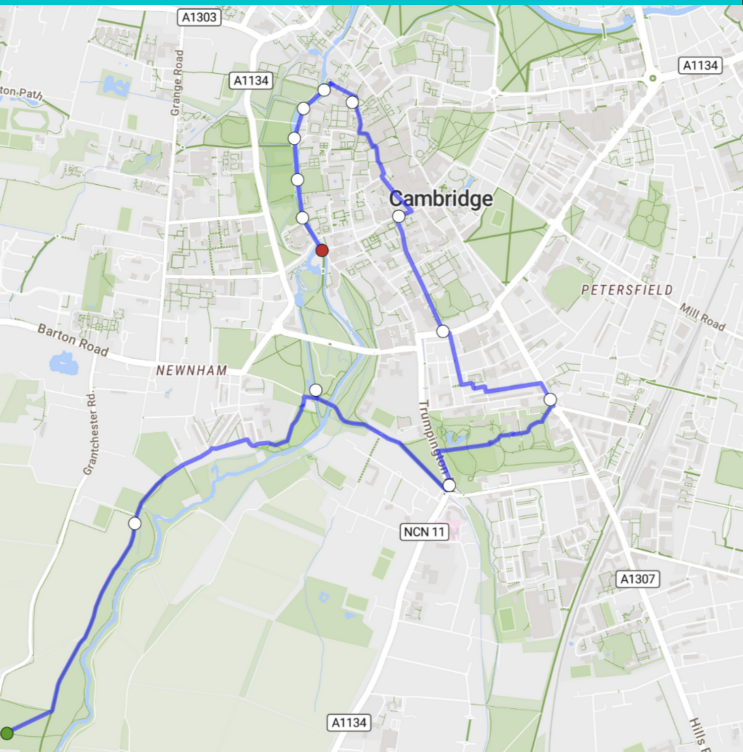 A1303
A1134
A1134
ton Path
Grange Road
Cambridge
PETERSFIELD
Mill Road
Barton Road
NEWNHAM
Grantchester Rd.
Trumpington
NCN 11
A1307
A1134
Hills